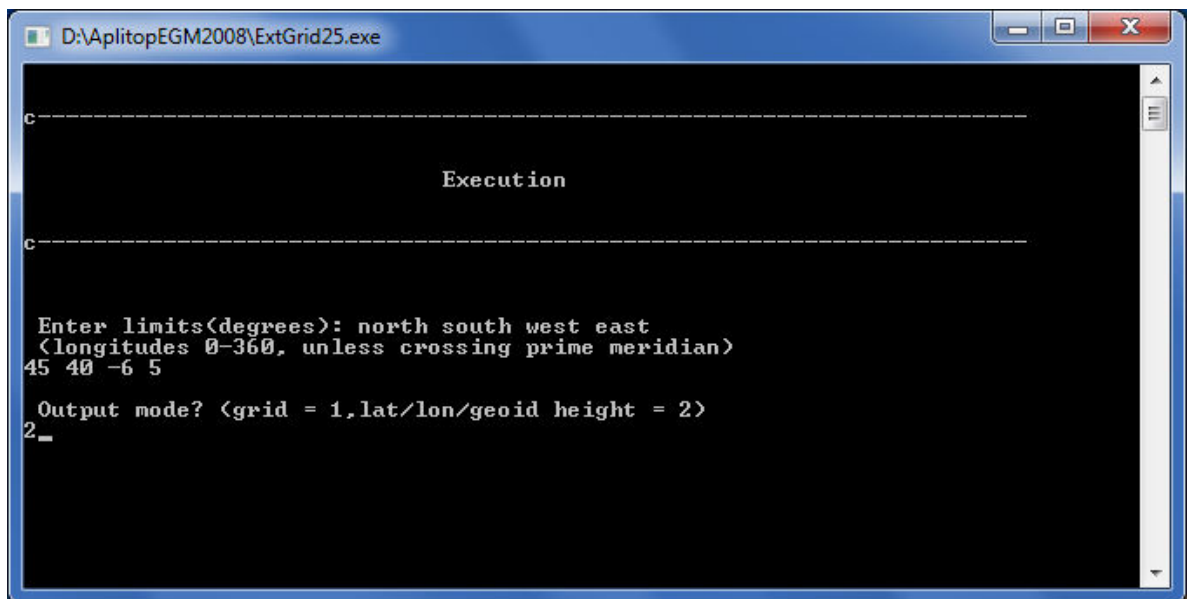 D:\AplitopEGM2008\ExtGrid25.exe
c----------------------------------------------------------------------
Execution
c----------------------------------------------------------------------
Enter limits(degrees): north south west east
(longitudes 0-360, unless crossing prime meridian)
45 40 -6 5
Output mode? (grid = 1,lat/lon/geoid height = 2)
2_